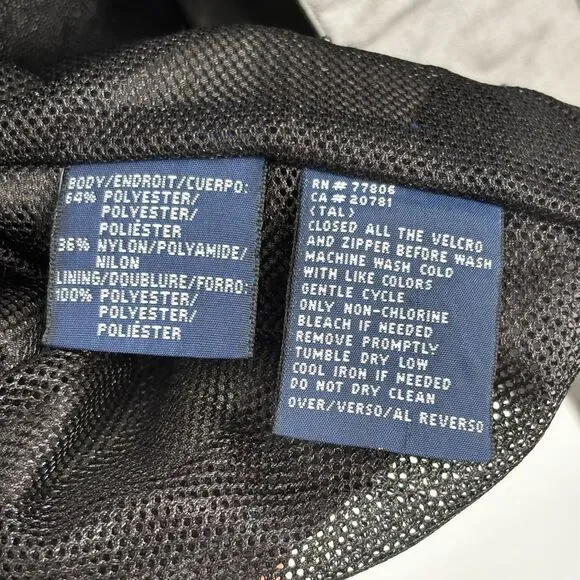 BODY/ENDROIT/CUERPO:
64% POLYESTER/
POLYESTER/
POLIÉSTER
36% NYLON/POLYAMIDE/
NILON
LINING/DOUBLURE/FORRO:
100% POLYESTER/
POLYESTER/
POLIÉSTER
RN# 77806
CA# 20781
(TAL)
CLOSED ALL THE VELCRO
AND ZIPPER BEFORE WASH
MACHINE WASH COLD
WITH LIKE COLORS
GENTLE CYCLE
ONLY NON-CHLORINE
BLEACH IF NEEDED
REMOVE PROMPTLY
TUMBLE DRY LOW
COOL IRON IF NEEDED
DO NOT DRY CLEAN
OVER/VERSO/AL REVERSO